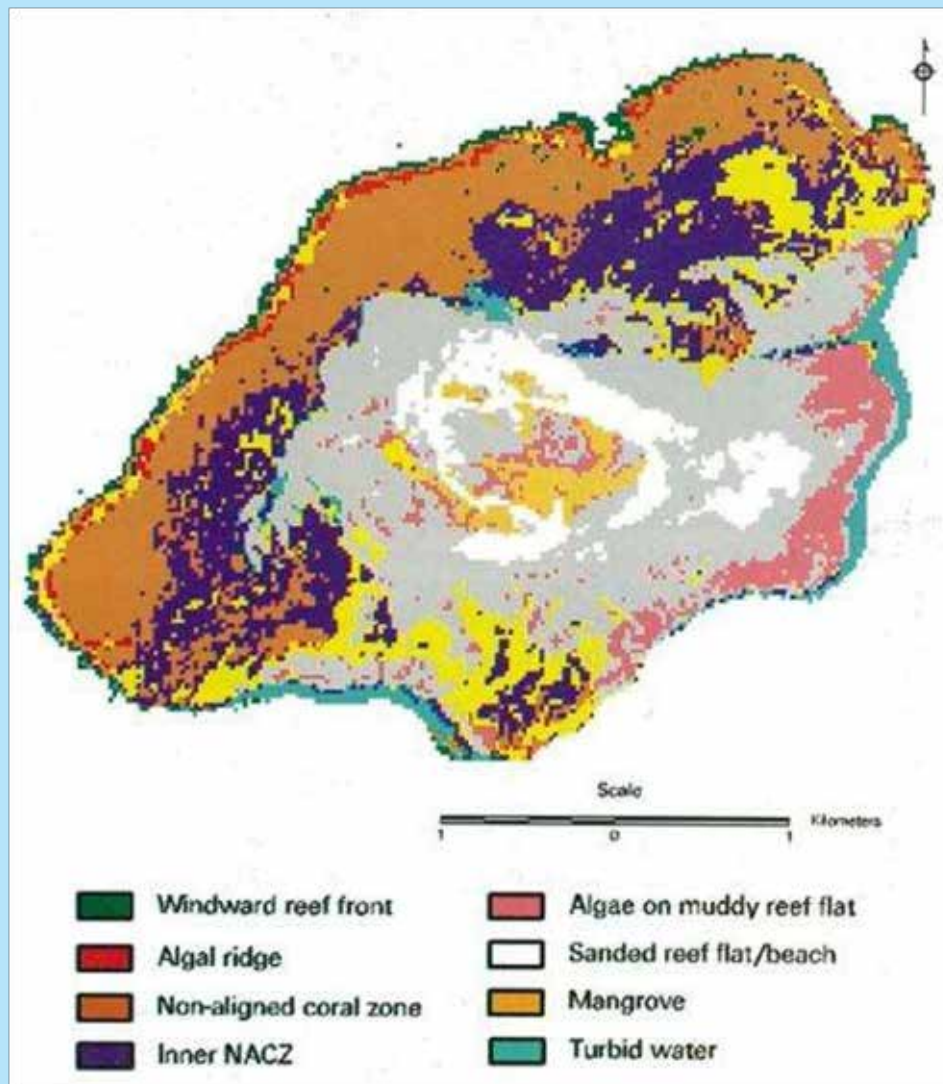 Scale
1 0 1 Kilometers
Windward reef front
Algal ridge
Non-aligned coral zone
Inner NACZ
Algae on muddy reef flat
Sanded reef flat/beach
Mangrove
Turbid water